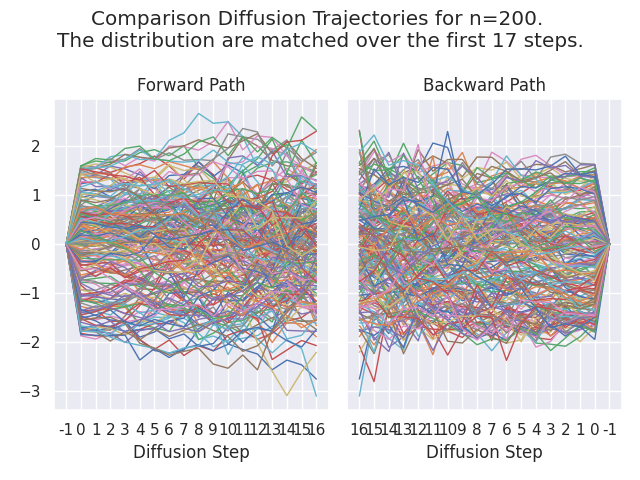 Comparison Diffusion Trajectories for n=200.
The distribution are matched over the first 17 steps.
Forward Path
Backward Path
2
1
0
−1
−2
−3
-1 0 1 2 3 4 5 6 7 8 9 10 11 12 13 14 15 16
16 15 14 13 12 11 10 9 8 7 6 5 4 3 2 1 0 -1
Diffusion Step
Diffusion Step